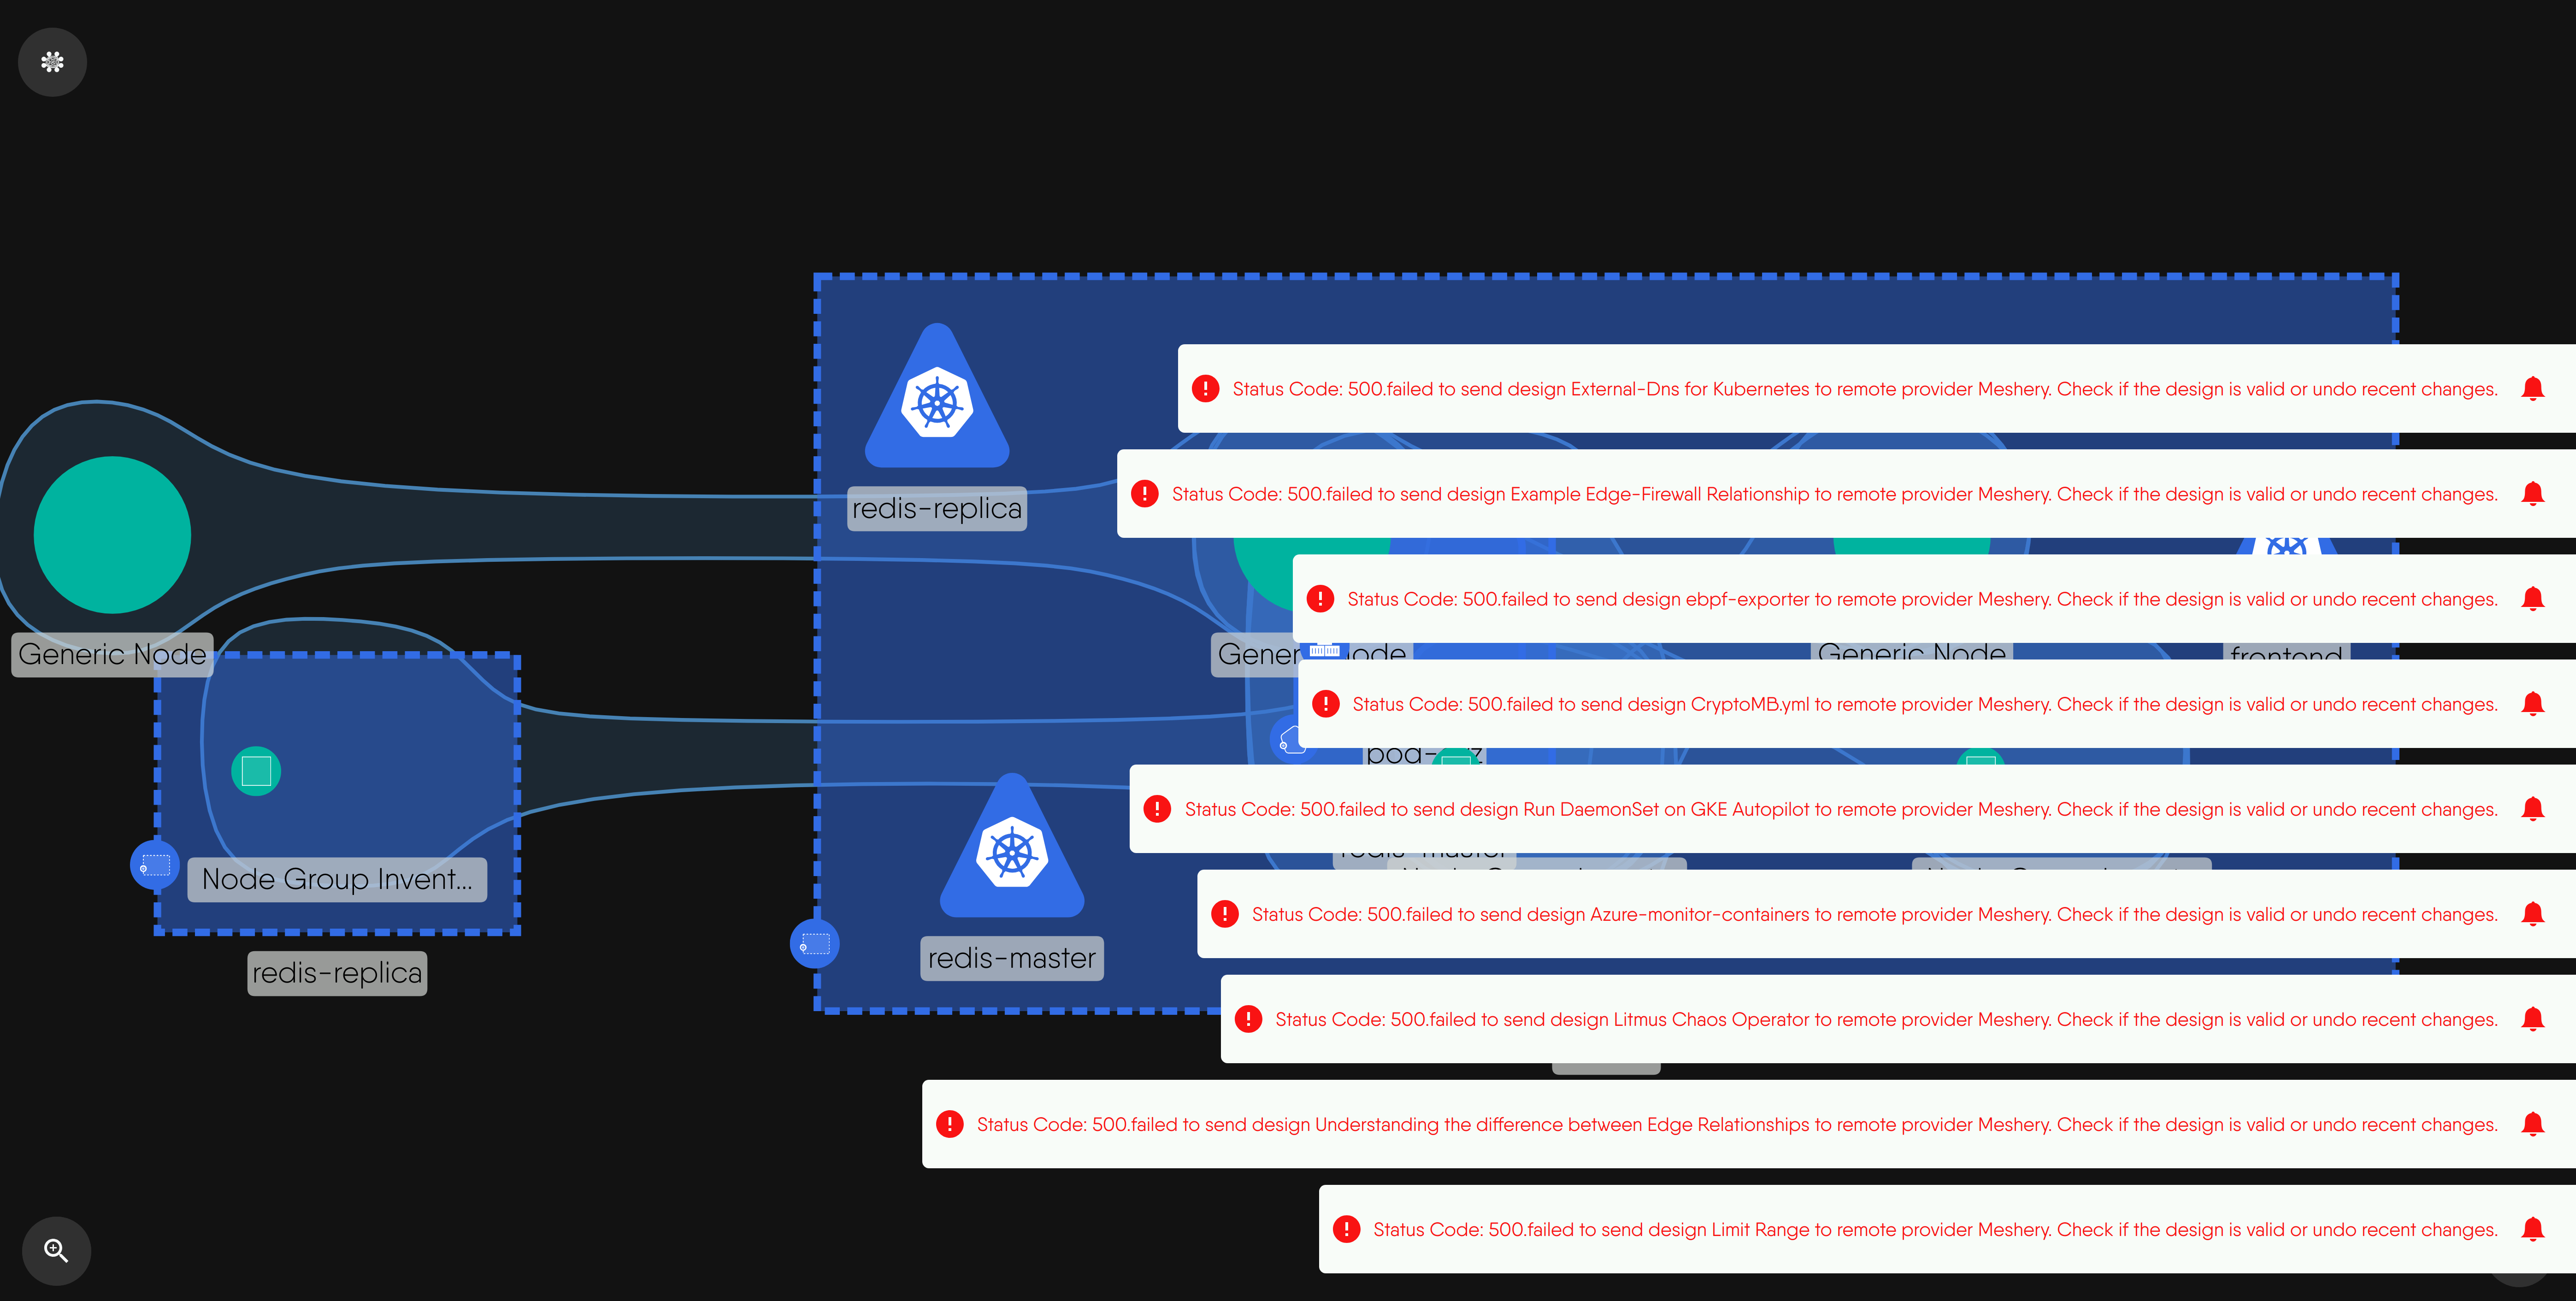 redis-replica
Status Code: 500.failed to send design External-Dns for Kubernetes to remote provider Meshery. Check if the design is valid or undo recent changes.
Status Code: 500.failed to send design Example Edge-Firewall Relationship to remote provider Meshery. Check if the design is valid or undo recent changes.
Status Code: 500.failed to send design ebpf-exporter to remote provider Meshery. Check if the design is valid or undo recent changes.
Generic Node
Generic Node
frontend
Status Code: 500.failed to send design CryptoMB.yml to remote provider Meshery. Check if the design is valid or undo recent changes.
Status Code: 500.failed to send design Run DaemonSet on GKE Autopilot to remote provider Meshery. Check if the design is valid or undo recent changes.
Node Group Invent...
Status Code: 500.failed to send design Azure-monitor-containers to remote provider Meshery. Check if the design is valid or undo recent changes.
redis-replica
redis-master
Status Code: 500.failed to send design Litmus Chaos Operator to remote provider Meshery. Check if the design is valid or undo recent changes.
Status Code: 500.failed to send design Understanding the difference between Edge Relationships to remote provider Meshery. Check if the design is valid or undo recent changes.
Status Code: 500.failed to send design Limit Range to remote provider Meshery. Check if the design is valid or undo recent changes.